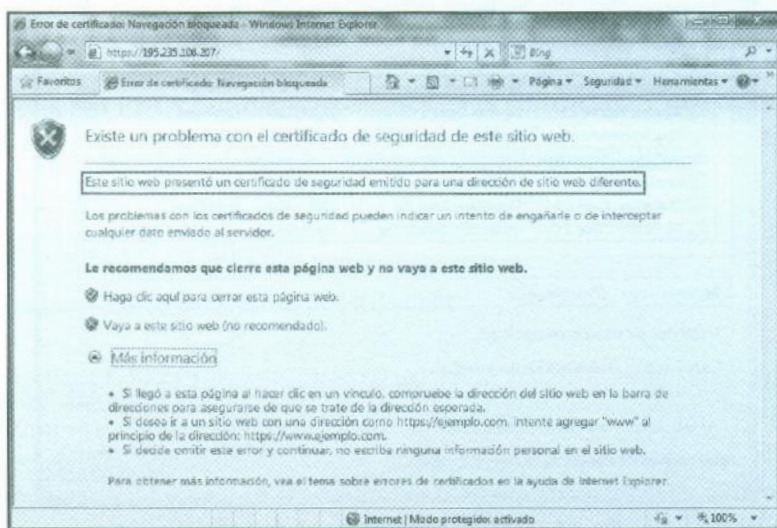 Error de certificado: Navegación bloqueada - Windows Internet Explorer
https://195.235.106.207/
Bing
Favoritos
Error de certificado: Navegación bloqueada
Página
Seguridad
Herramientas
Existe un problema con el certificado de seguridad de este sitio web.
Este sitio web presentó un certificado de seguridad emitido para una dirección de sitio web diferente.
Los problemas con los certificados de seguridad pueden indicar un intento de engañarle o de interceptar
cualquier dato enviado al servidor.
Le recomendamos que cierre esta página web y no vaya a este sitio web.
Haga clic aquí para cerrar esta página web.
Vaya a este sitio web (no recomendado).
Más información
• Si llegó a esta página al hacer clic en un vínculo, compruebe la dirección del sitio web en la barra de
direcciones para asegurarse de que se trate de la dirección esperada.
• Si desea ir a un sitio web con una dirección como https://ejemplo.com, intente agregar "www" al
principio de la dirección: https://www.ejemplo.com.
• Si decide omitir este error y continuar, no escriba ninguna información personal en el sitio web.
Para obtener más información, vea el tema sobre errores de certificados en la ayuda de Internet Explorer.
Internet | Modo protegido: activado
100%